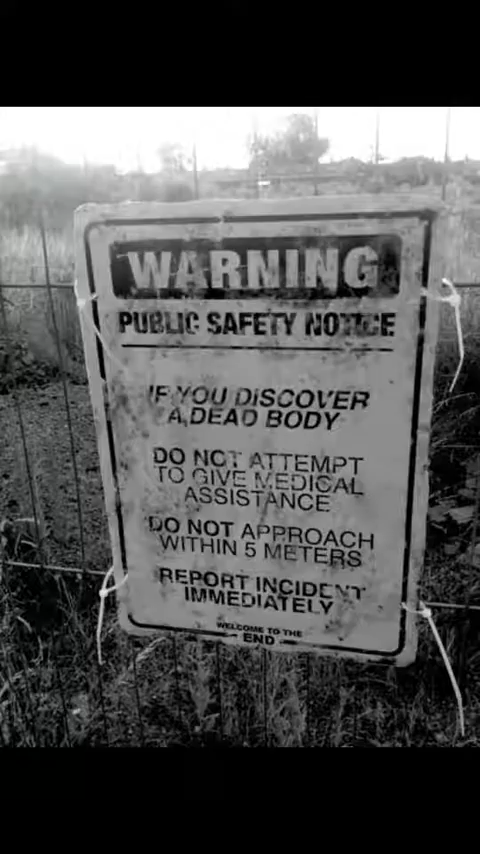 WARNING
PUBLIC SAFETY NOTICE
IF YOU DISCOVER
A DEAD BODY
DO NOT ATTEMPT
TO GIVE MEDICAL
ASSISTANCE
DO NOT APPROACH
WITHIN 5 METERS
REPORT INCIDENT
IMMEDIATELY
WELCOME TO THE
END